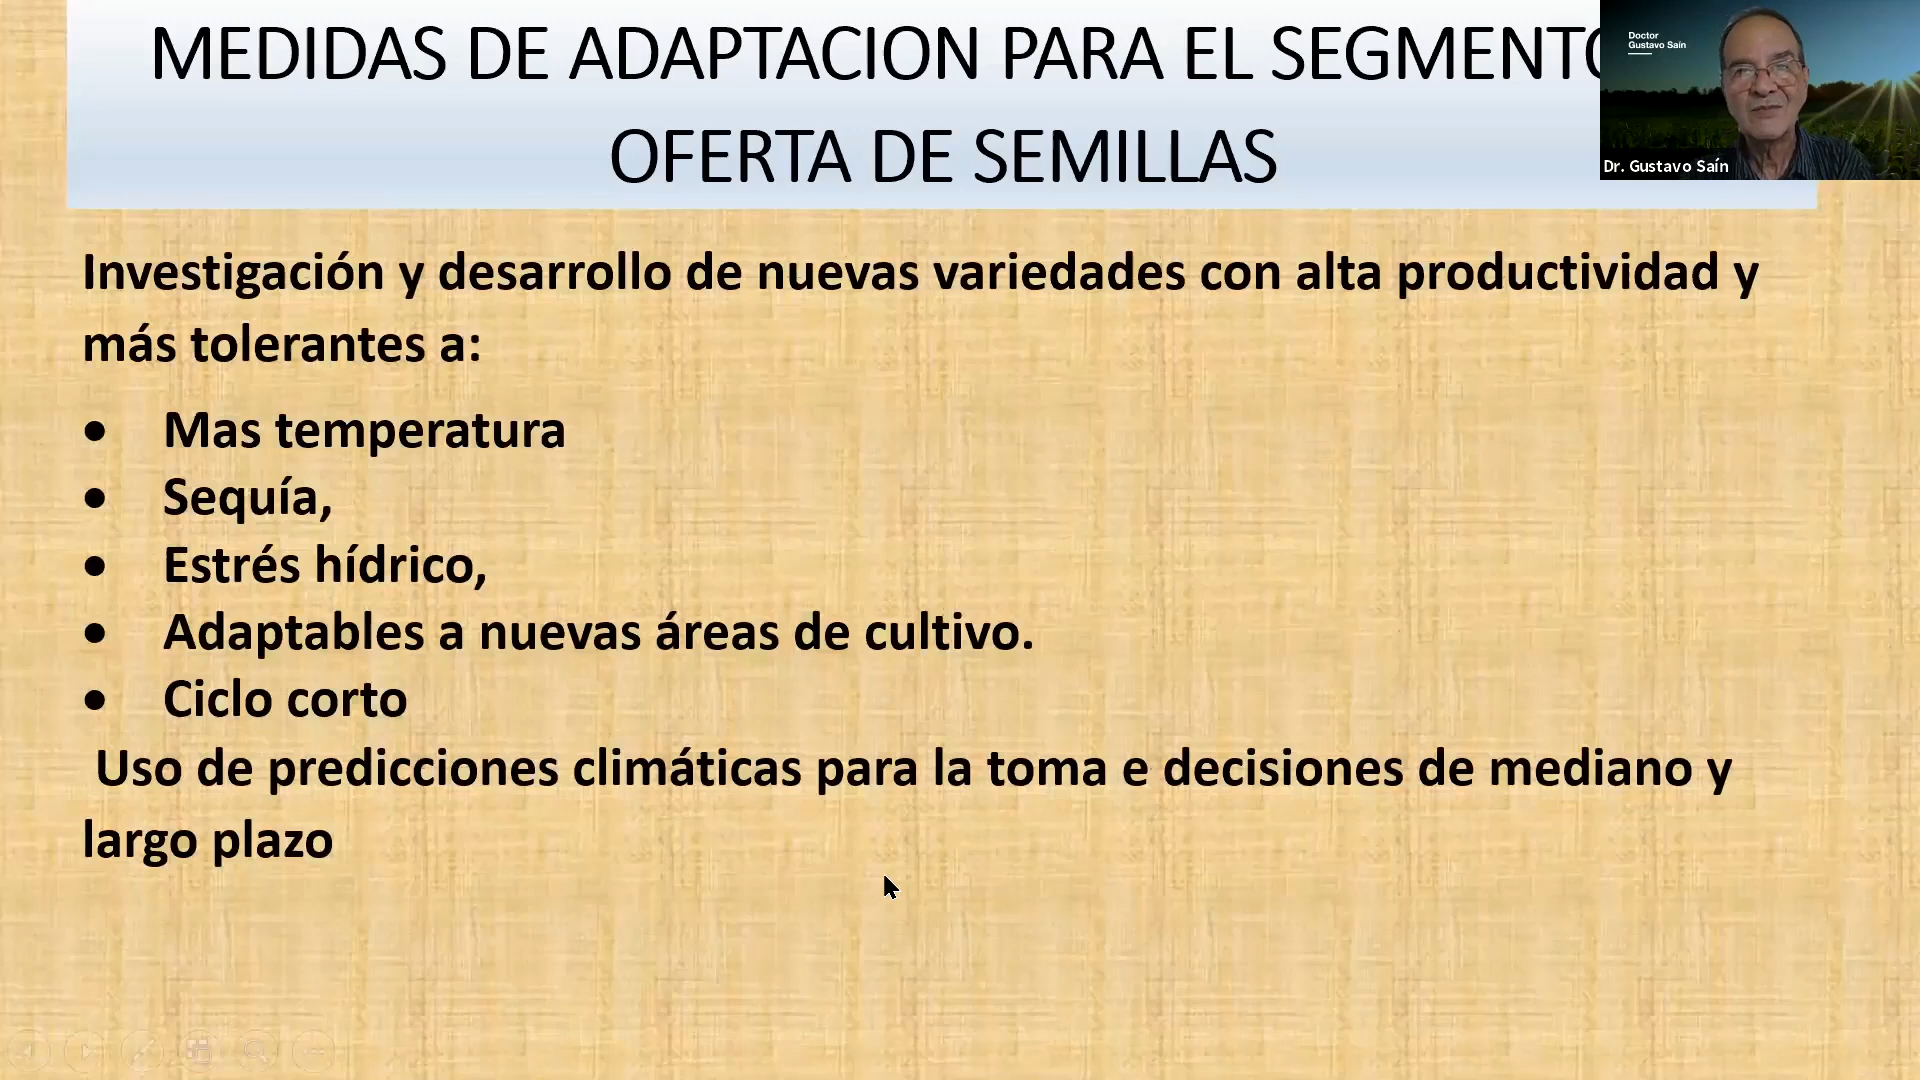 MEDIDAS DE ADAPTACION PARA EL SEGMENTO
OFERTA DE SEMILLAS
Doctor
Gustavo Saín
Dr. Gustavo Saín
Investigación y desarrollo de nuevas variedades con alta productividad y
más tolerantes a:
• Mas temperatura
• Sequía,
• Estrés hídrico,
• Adaptables a nuevas áreas de cultivo.
• Ciclo corto
Uso de predicciones climáticas para la toma e decisiones de mediano y
largo plazo